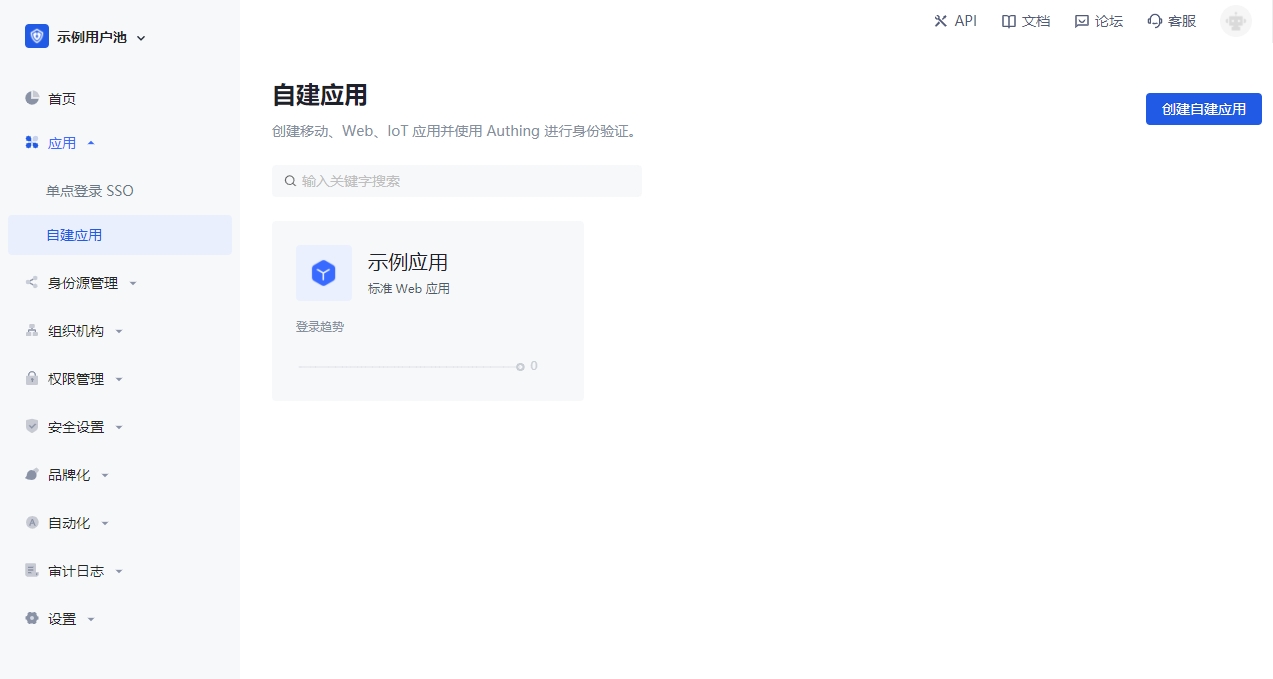 示例用户池
API
文档
论坛
客服
首页
应用
单点登录 SSO
自建应用
身份源管理
组织机构
权限管理
安全设置
品牌化
自动化
审计日志
设置
自建应用
创建自建应用
创建移动、Web、IoT 应用并使用 Authing 进行身份验证。
输入关键字搜索
示例应用
标准 Web 应用
登录趋势
0